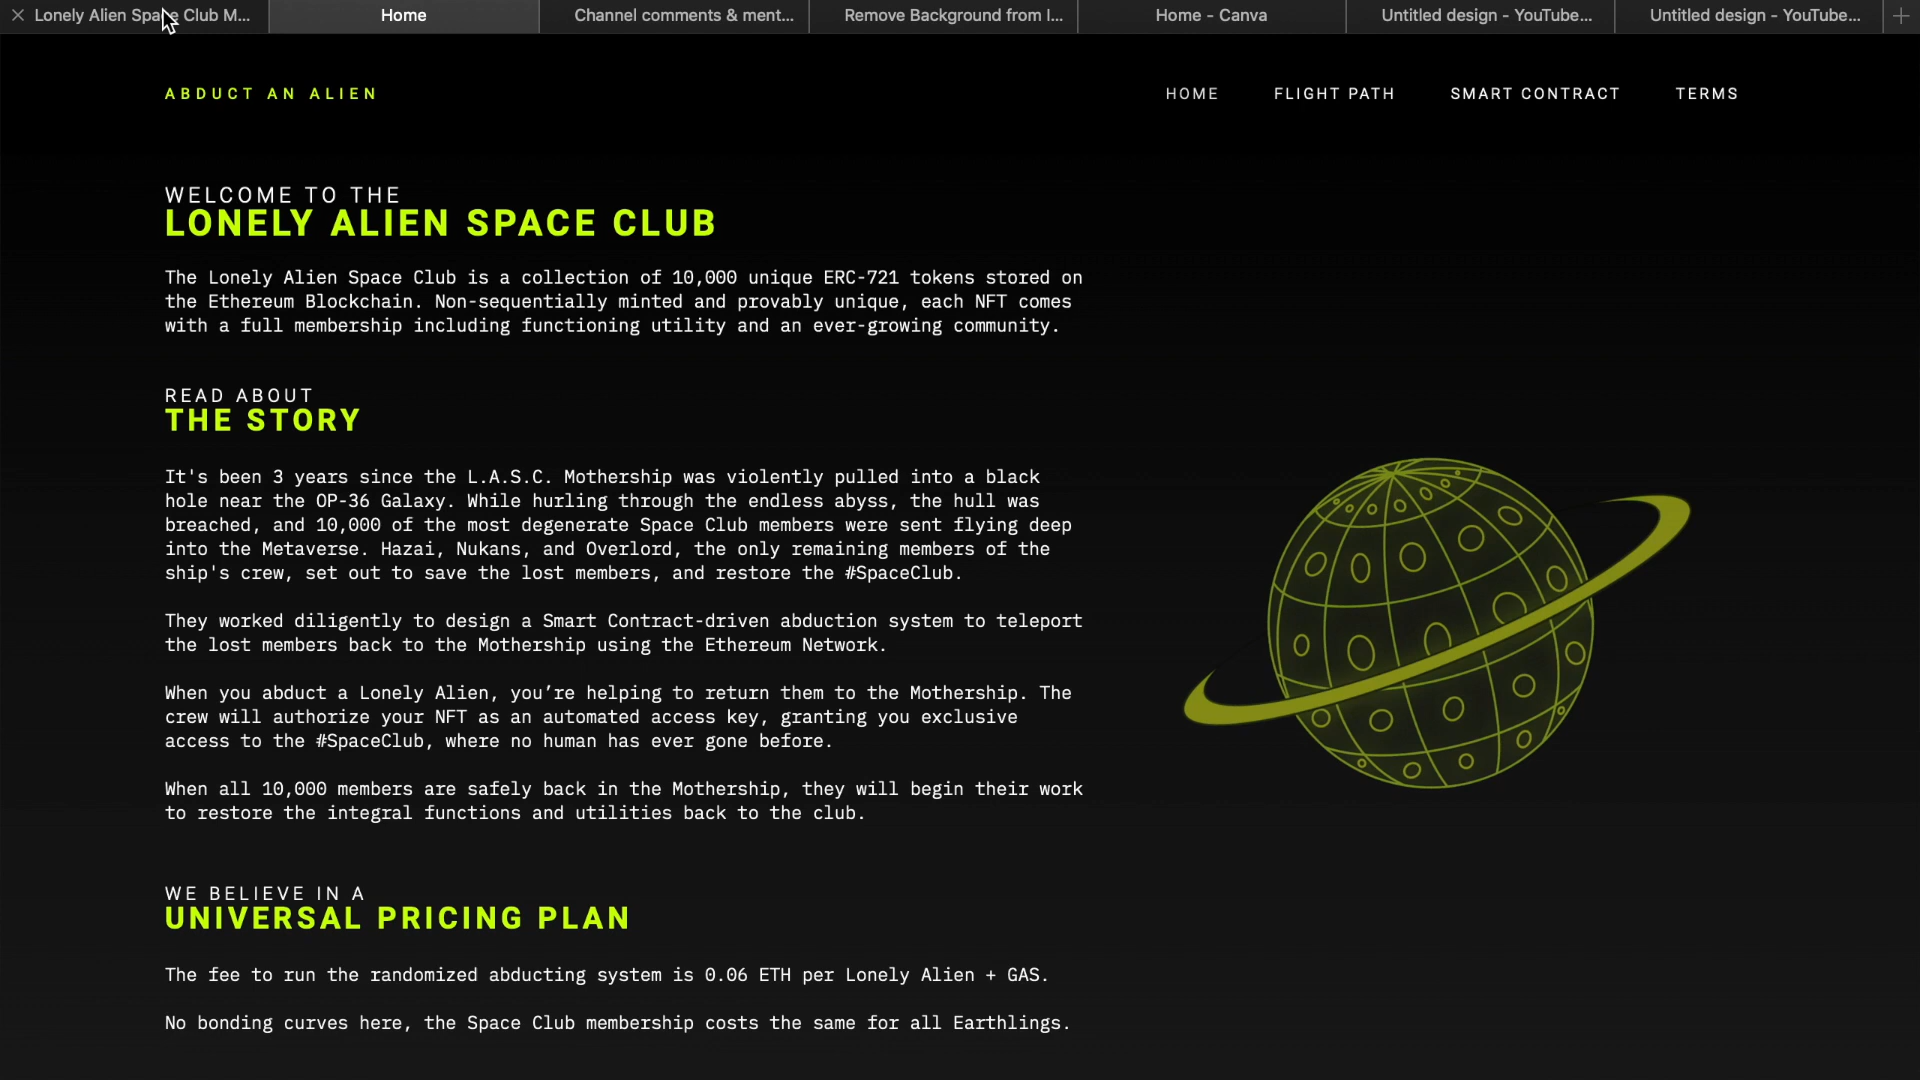 Lonely Alien Space Club M...
Home
Channel comments & ment...
Remove Background from I...
Home - Canva
Untitled design - YouTube...
Untitled design - YouTube...
ABDUCT AN ALIEN
HOME
FLIGHT PATH
SMART CONTRACT
TERMS
WELCOME TO THE
LONELY ALIEN SPACE CLUB
The Lonely Alien Space Club is a collection of 10,000 unique ERC-721 tokens stored on
the Ethereum Blockchain. Non-sequentially minted and provably unique, each NFT comes
with a full membership including functioning utility and an ever-growing community.
READ ABOUT
THE STORY
It's been 3 years since the L.A.S.C. Mothership was violently pulled into a black
hole near the OP-36 Galaxy. While hurling through the endless abyss, the hull was
breached, and 10,000 of the most degenerate Space Club members were sent flying deep
into the Metaverse. Hazai, Nukans, and Overlord, the only remaining members of the
ship's crew, set out to save the lost members, and restore the #SpaceClub.
They worked diligently to design a Smart Contract-driven abduction system to teleport
the lost members back to the Mothership using the Ethereum Network.
When you abduct a Lonely Alien, you’re helping to return them to the Mothership. The
crew will authorize your NFT as an automated access key, granting you exclusive
access to the #SpaceClub, where no human has ever gone before.
When all 10,000 members are safely back in the Mothership, they will begin their work
to restore the integral functions and utilities back to the club.
WE BELIEVE IN A
UNIVERSAL PRICING PLAN
The fee to run the randomized abducting system is 0.06 ETH per Lonely Alien + GAS.
No bonding curves here, the Space Club membership costs the same for all Earthlings.